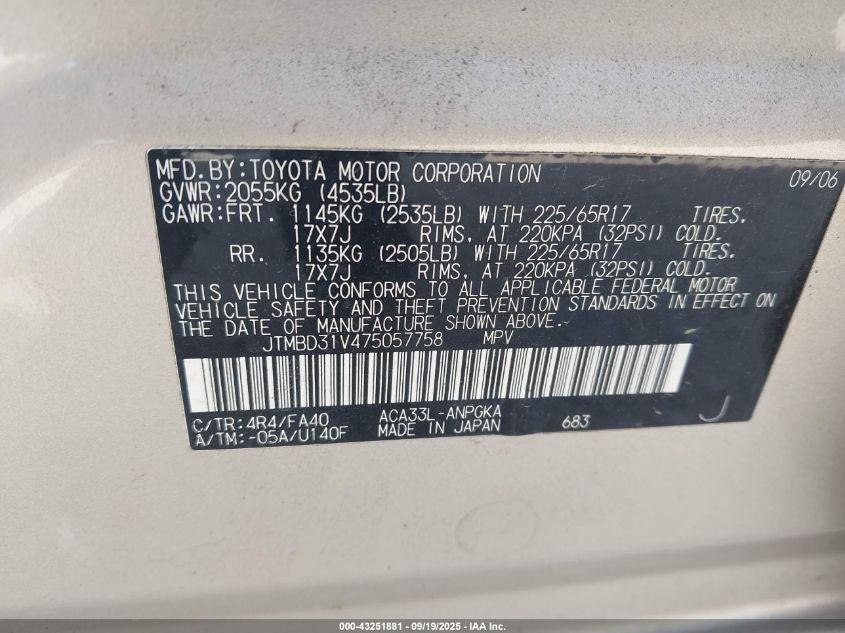 MFD.BY:TOYOTA MOTOR CORPORATION 09/06
GVWR:2055KG (4535LB)
GAWR:FRT. 1145KG (2535LB) WITH 225/65R17 TIRES.
17X7J RIMS, AT 220KPA (32PSI) COLD.
RR. 1135KG (2505LB) WITH 225/65R17 TIRES.
17X7J RIMS, AT 220KPA (32PSI) COLD.
THIS VEHICLE CONFORMS TO ALL APPLICABLE FEDERAL MOTOR
VEHICLE SAFETY AND THEFT PREVENTION STANDARDS IN EFFECT ON
THE DATE OF MANUFACTURE SHOWN ABOVE.
JTMBD31V475057758 MPV
C/TR:4R4/FA40 ACA33L-ANPGKA 683 J
A/TM:-05A/U140F MADE IN JAPAN
000-43251881 - 09/19/2025 - IAA Inc.